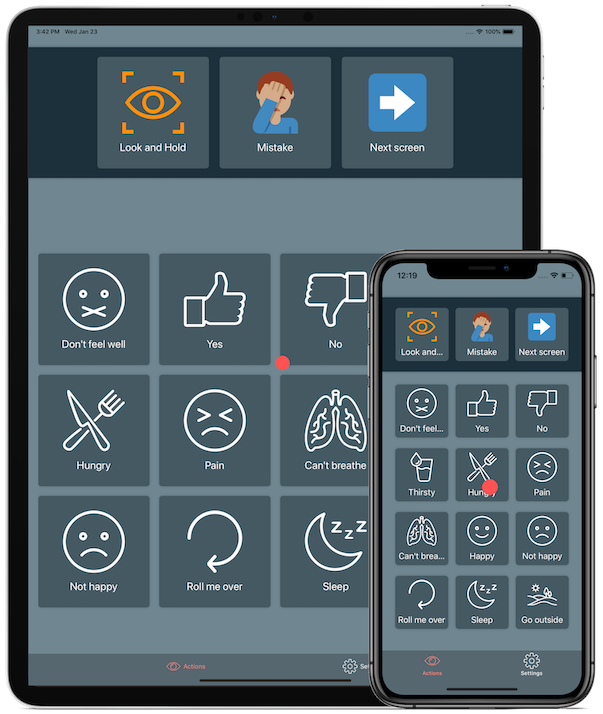 3:42 PM Wed Jan 23
100%
Look and Hold
Mistake
Next screen
Don't feel well
Yes
No
Hungry
Pain
Can't breathe
Not happy
Roll me over
Sleep
Actions
12:19
Look and...
Mistake
Next screen
Don't feel...
Yes
No
Thirsty
Pain
Can't brea...
Happy
Not happy
Roll me over
Sleep
Go outside
Actions
Settings